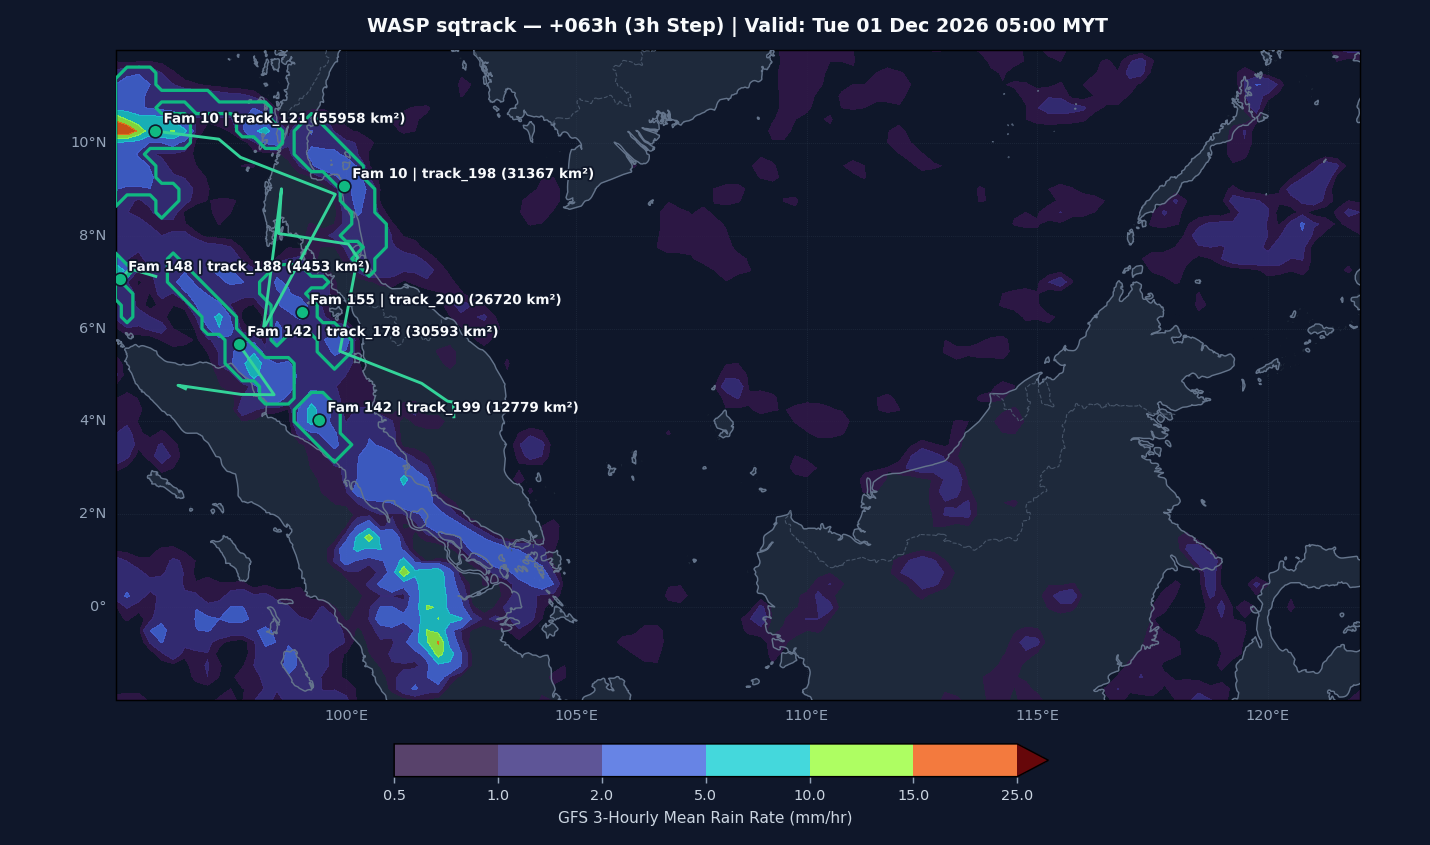 WASP sqtrack — +063h (3h Step) | Valid: Tue 01 Dec 2026 05:00 MYT
Fam 10 | track_121 (55958 km²)
10°N
Fam 10 | track_198 (31367 km²)
8°N
Fam 148 | track_188 (4453 km²)
Fam 155 | track_200 (26720 km²)
6°N
Fam 142 | track_178 (30593 km²)
Fam 142 | track_199 (12779 km²)
4°N
2°N
0°
100°E 105°E 110°E 115°E 120°E
0.5 1.0 2.0 5.0 10.0 15.0 25.0
GFS 3-Hourly Mean Rain Rate (mm/hr)